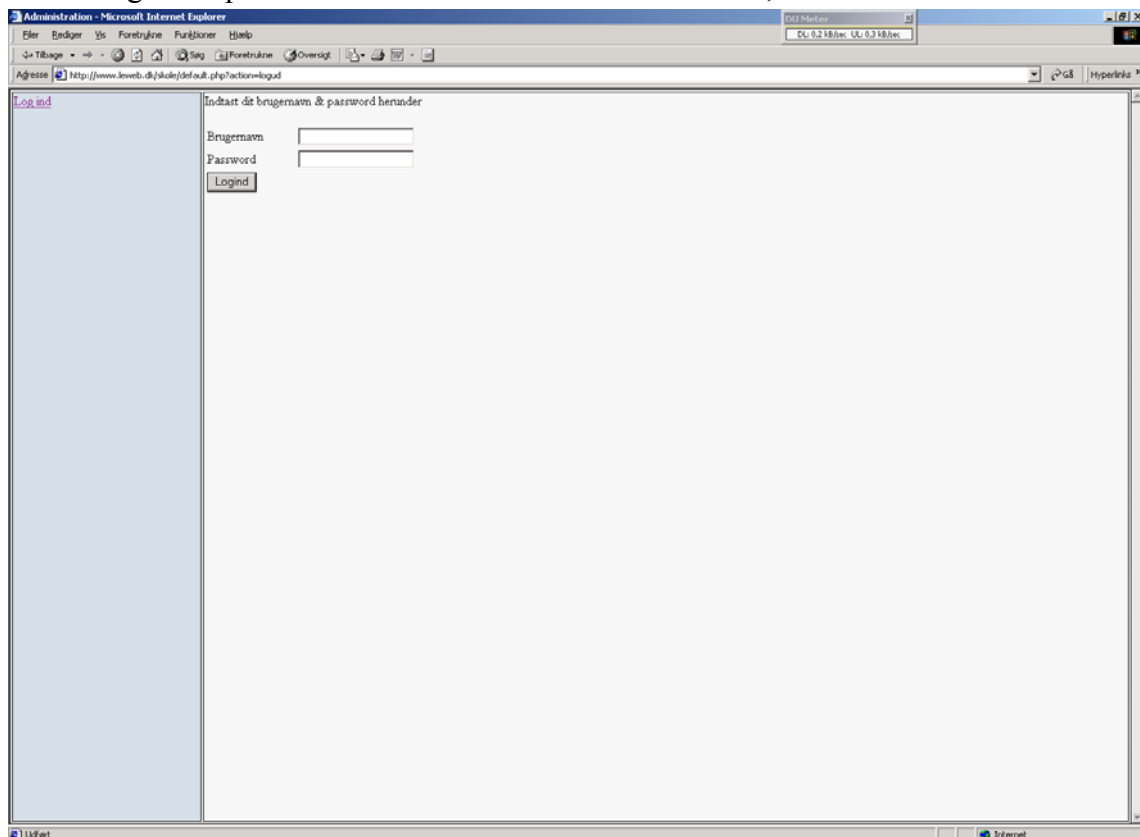 Administration - Microsoft Internet Explorer
DU Meter
Filer Rediger Vis Foretrukne Funktioner Hjælp
DL: 0,2 kB/sec UL: 0,3 kB/sec
Tilbage Søg Foretrukne Oversigt
Adresse http://www.leweb.dk/skole/default.php?action=logud Gå Hyperlinks »
Log ind
Indtast dit brugernavn & password herunder
Brugernavn
Password
Logind
Udført Internet